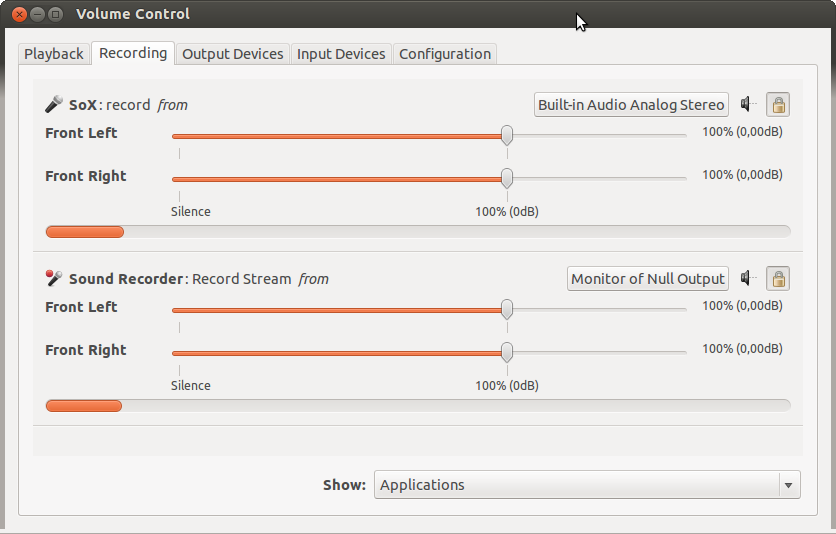 Volume Control
Playback Recording Output Devices Input Devices Configuration
SoX: record from Built-in Audio Analog Stereo
Front Left 100% (0,00dB)
Front Right 100% (0,00dB)
Silence 100% (0dB)
Sound Recorder: Record Stream from Monitor of Null Output
Front Left 100% (0,00dB)
Front Right 100% (0,00dB)
Silence 100% (0dB)
Show: Applications